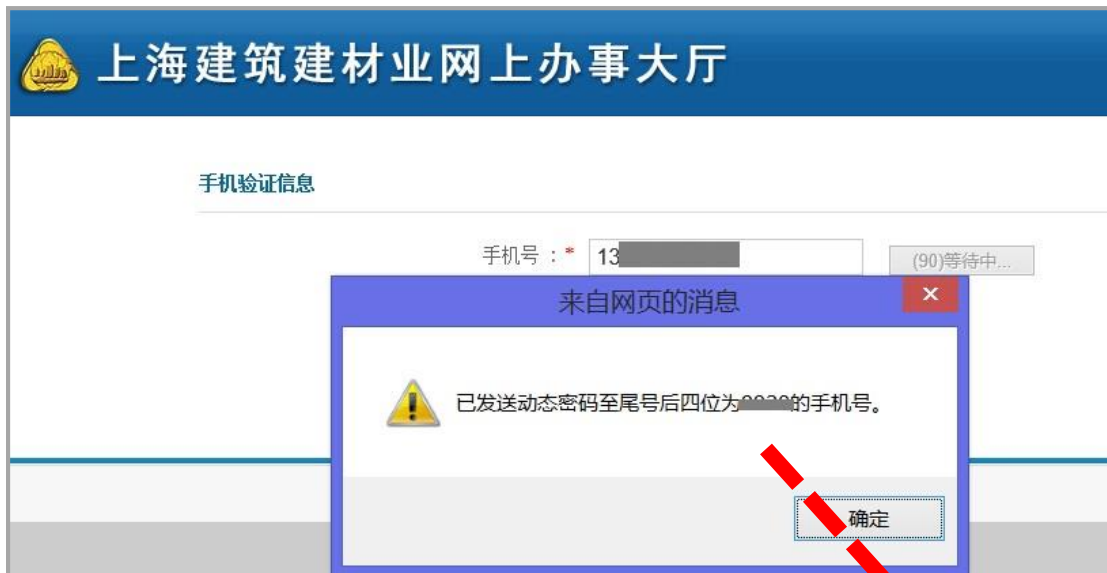 上海建筑建材业网上办事大厅
手机验证信息
手机号 ：* 13
(90)等待中...
来自网页的消息
已发送动态密码至尾号后四位为的手机号。
确定